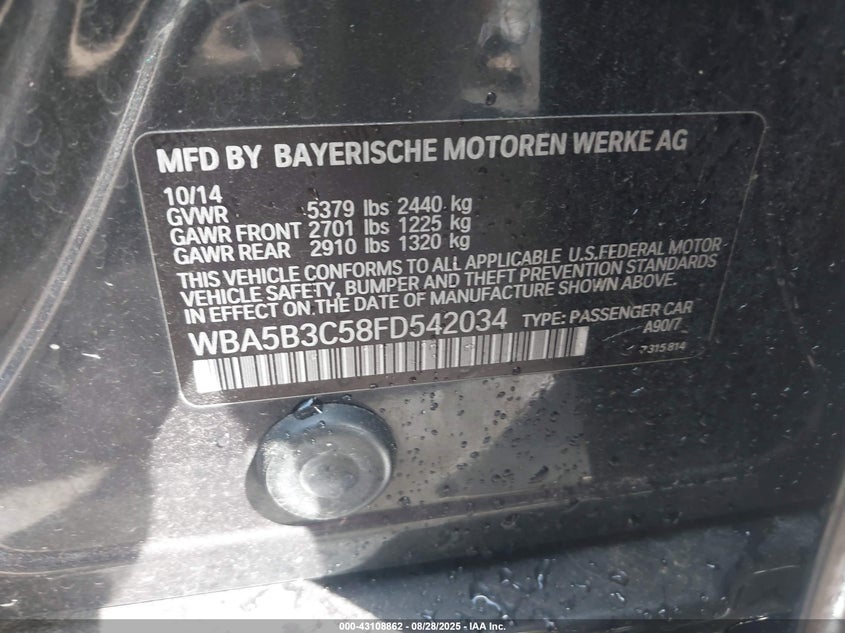 MFD BY BAYERISCHE MOTOREN WERKE AG
10/14
GVWR 5379 lbs 2440 kg
GAWR FRONT 2701 lbs 1225 kg
GAWR REAR 2910 lbs 1320 kg
THIS VEHICLE CONFORMS TO ALL APPLICABLE U.S.FEDERAL MOTOR-
VEHICLE SAFETY, BUMPER AND THEFT PREVENTION STANDARDS
IN EFFECT ON.THE DATE OF MANUFACTURE SHOWN ABOVE.
WBA5B3C58FD542034 TYPE: PASSENGER CAR
A90/7
7315814
000-43108862 - 08/28/2025 - IAA Inc.